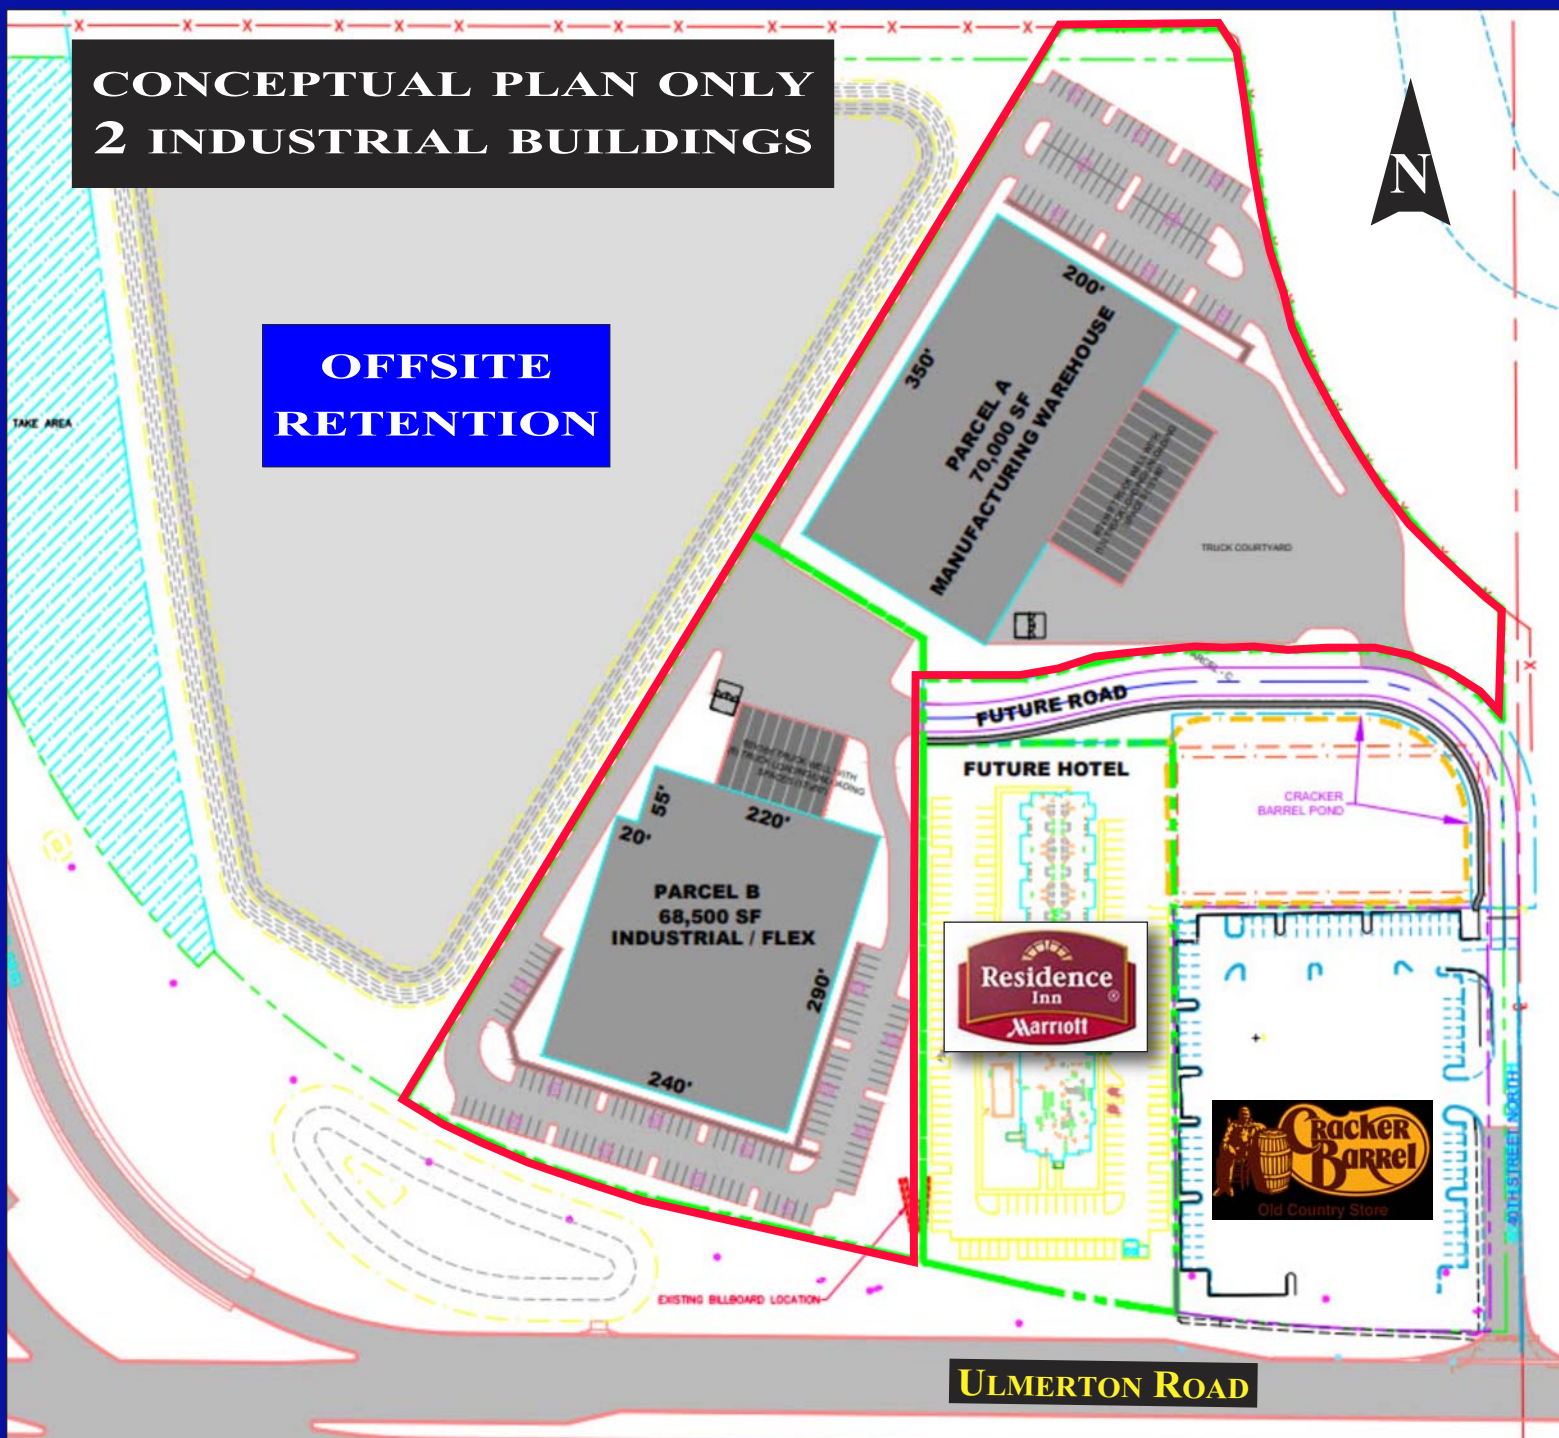 CONCEPTUAL PLAN ONLY
2 INDUSTRIAL BUILDINGS
N
OFFSITE
RETENTION
TAKE AREA
200'
350'
PARCEL A
70,000 SF
MANUFACTURING WAREHOUSE
TRUCK COURTYARD
FUTURE ROAD
FUTURE HOTEL
CRACKER
BARREL POND
55'
220'
20'
PARCEL B
68,500 SF
INDUSTRIAL / FLEX
290'
240'
Residence
Inn
®
Marriott
Cracker
Barrel
Old Country Store
40TH STREET NORTH
EXISTING BILLBOARD LOCATION
ULMERTON ROAD